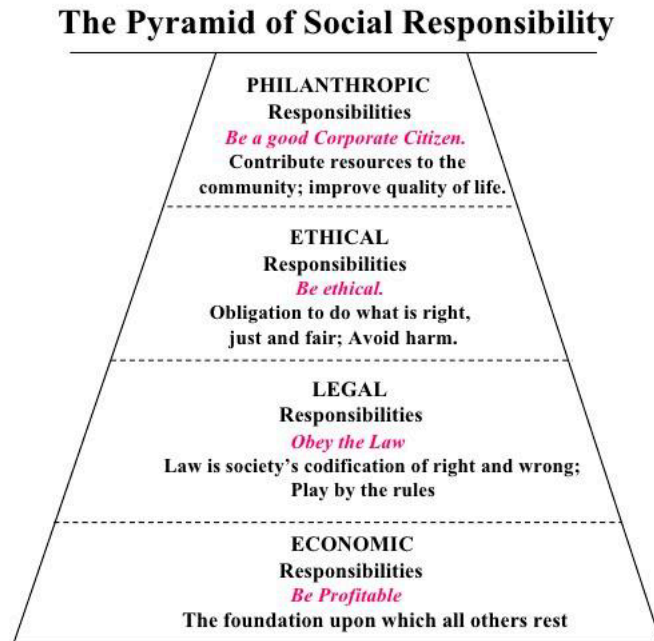 The Pyramid of Social Responsibility
PHILANTHROPIC
Responsibilities
Be a good Corporate Citizen.
Contribute resources to the
community; improve quality of life.
ETHICAL
Responsibilities
Be ethical.
Obligation to do what is right,
just and fair; Avoid harm.
LEGAL
Responsibilities
Obey the Law
Law is society’s codification of right and wrong;
Play by the rules
ECONOMIC
Responsibilities
Be Profitable
The foundation upon which all others rest